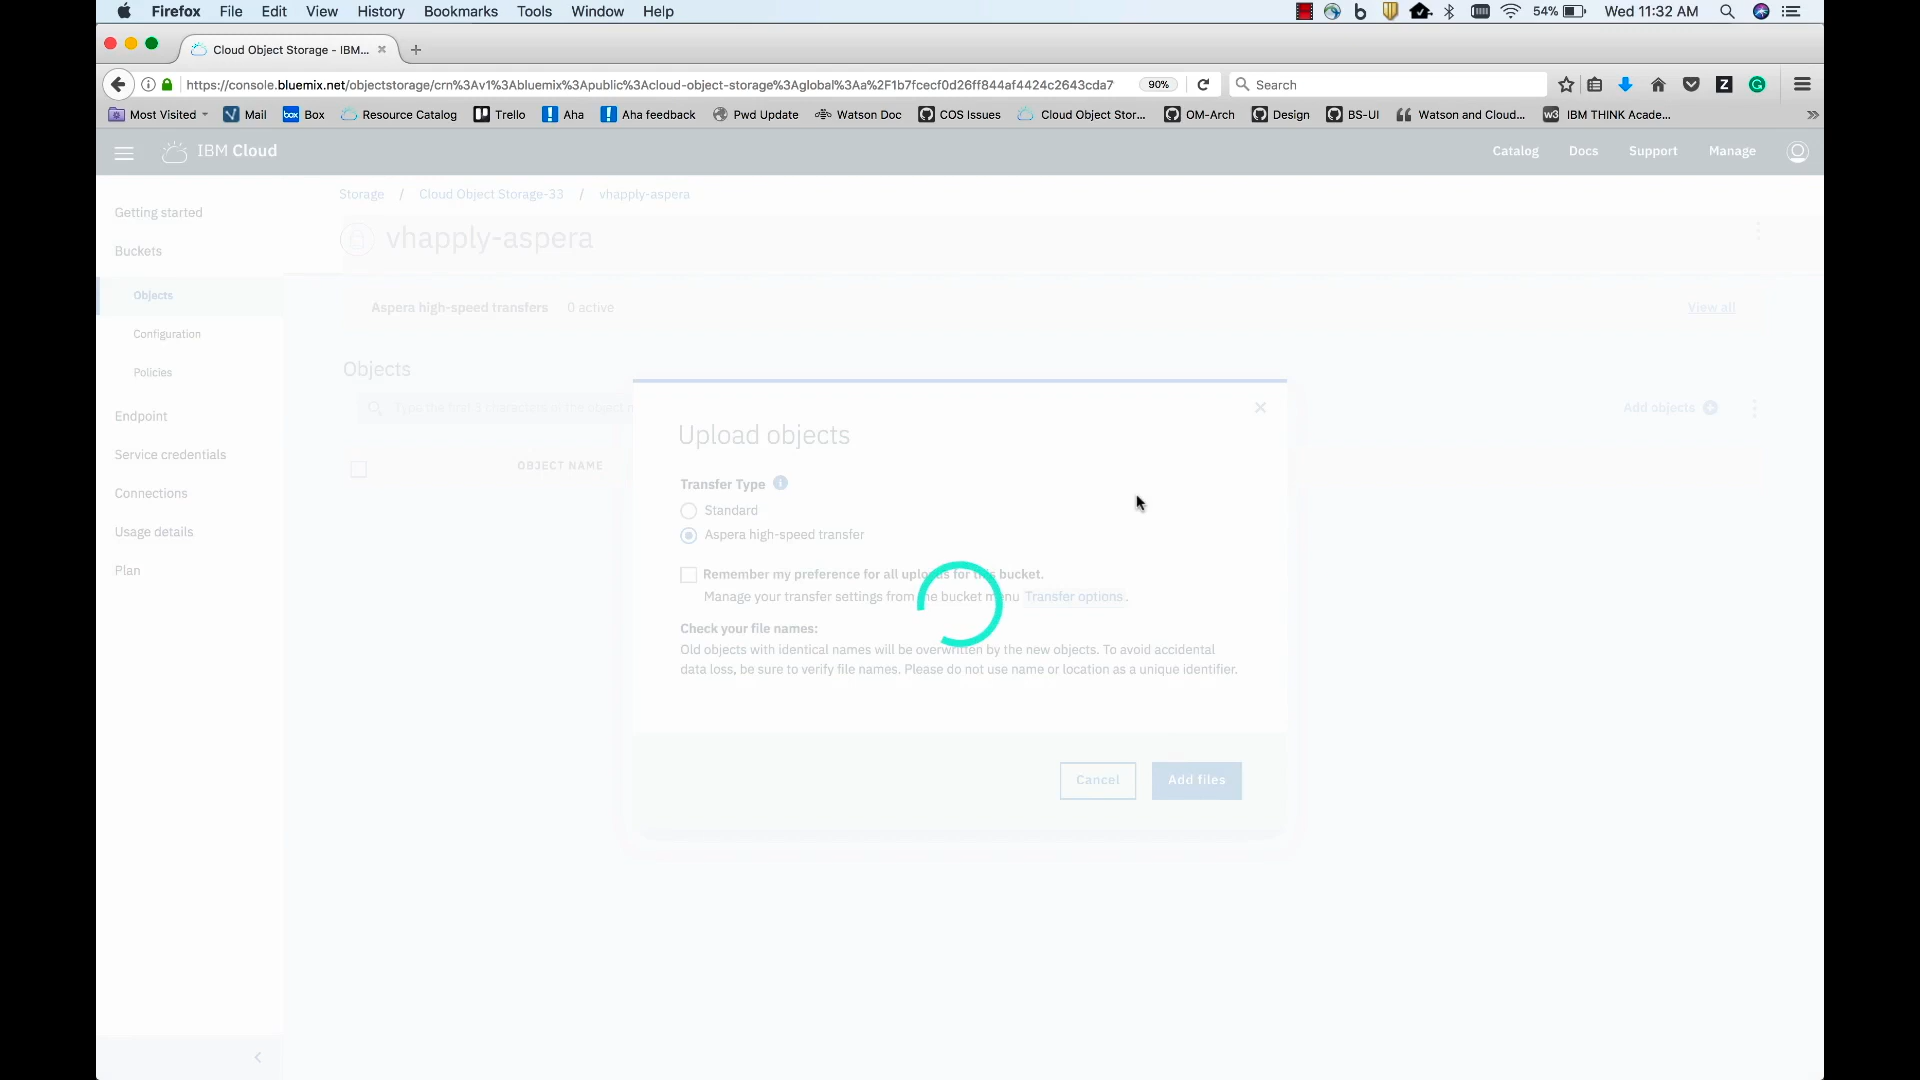 Firefox File Edit View History Bookmarks Tools Window Help 54% Wed 11:32 AM
Cloud Object Storage - IBM...
https://console.bluemix.net/objectstorage/crn%3Av1%3Abluemix%3Apublic%3Acloud-object-storage%3Aglobal%3Aa%2F1b7fcecf0d26ff844af4424c2643cda7 90% Search
Most Visited Mail Box Resource Catalog Trello Aha Aha feedback Pwd Update Watson Doc COS Issues Cloud Object Stor... OM-Arch Design BS-UI Watson and Cloud... IBM THINK Acade...
IBM Cloud Catalog Docs Support Manage
Storage / Cloud Object Storage-33 / vhapply-aspera
Getting started
vhapply-aspera
Buckets
Objects
Aspera high-speed transfers 0 active View all
Configuration
Objects
Policies
Type the first 3 characters of the object Add objects
Endpoint
Upload objects
Service credentials
OBJECT NAME
Transfer Type
Connections
Standard
Usage details
Aspera high-speed transfer
Plan
Remember my preference for all uploads for this bucket.
Manage your transfer settings from the bucket menu Transfer options.
Check your file names:
Old objects with identical names will be overwritten by the new objects. To avoid accidental
data loss, be sure to verify file names. Please do not use name or location as a unique identifier.
Cancel Add files